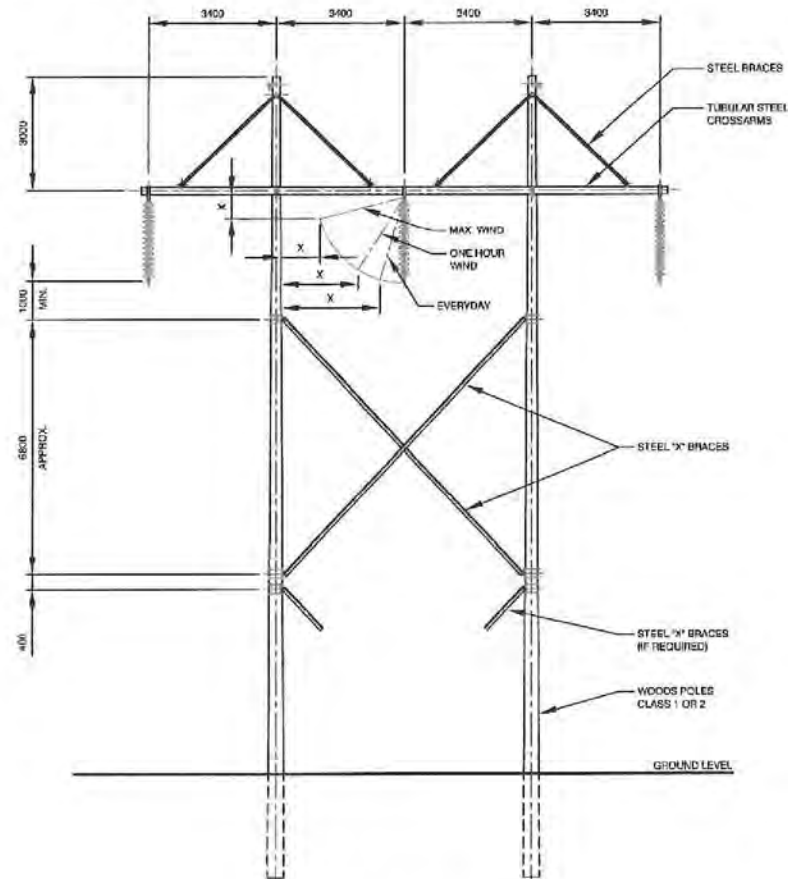 3400
3400
3400
3400
STEEL BRACES
TUBULAR STEEL
CROSSARMS
3000
X
MAX. WIND
X
ONE HOUR
WIND
X
X
EVERYDAY
1000
MIN.
6800
APPROX.
STEEL "X" BRACES
400
STEEL "X" BRACES
(IF REQUIRED)
WOODS POLES
CLASS 1 OR 2
GROUND LEVEL